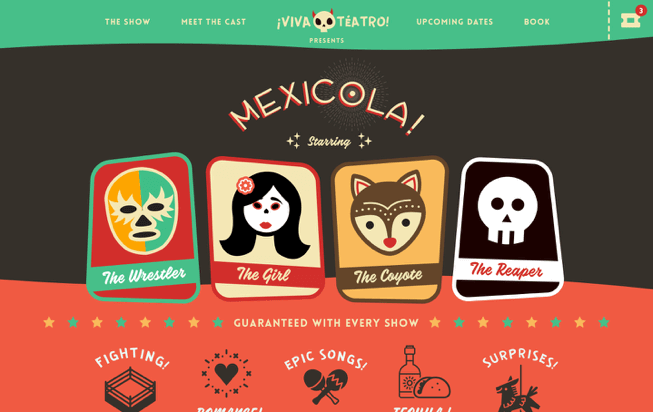 THE SHOW
MEET THE CAST
¡VIVA TÉATRO!
PRESENTS
UPCOMING DATES
BOOK
3
MEXICOLA!
Starring
The Wrestler
The Girl
The Coyote
The Reaper
GUARANTEED WITH EVERY SHOW
FIGHTING!
EPIC SONGS!
SURPRISES!
ROMANCE!
TEQUILA!